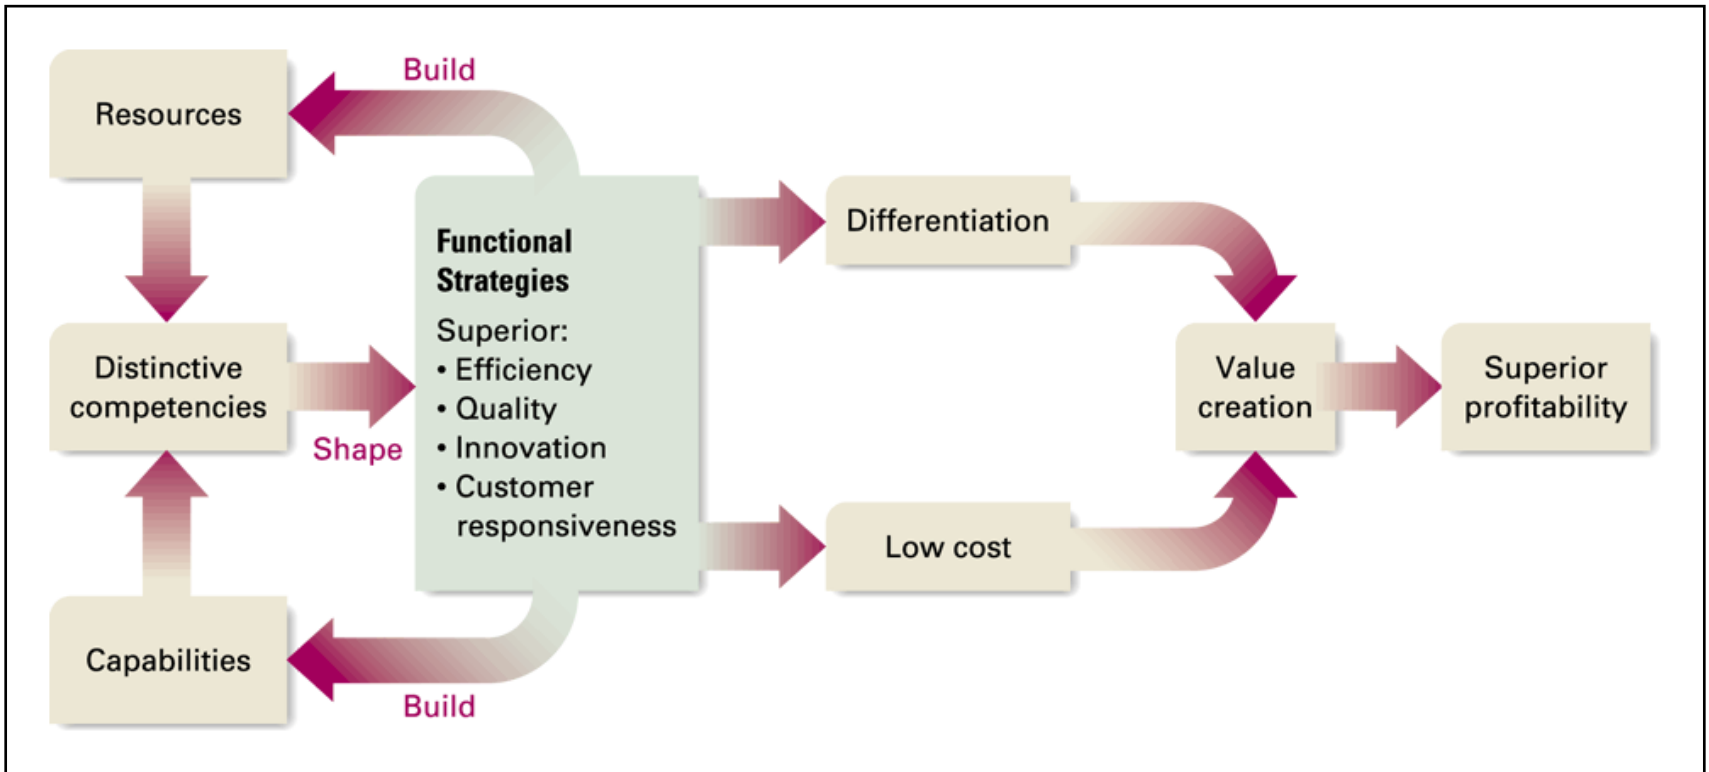 Build
Resources
Functional
Strategies
Superior:
• Efficiency
• Quality
• Innovation
• Customer
responsiveness
Differentiation
Distinctive
competencies
Shape
Value
creation
Superior
profitability
Low cost
Capabilities
Build